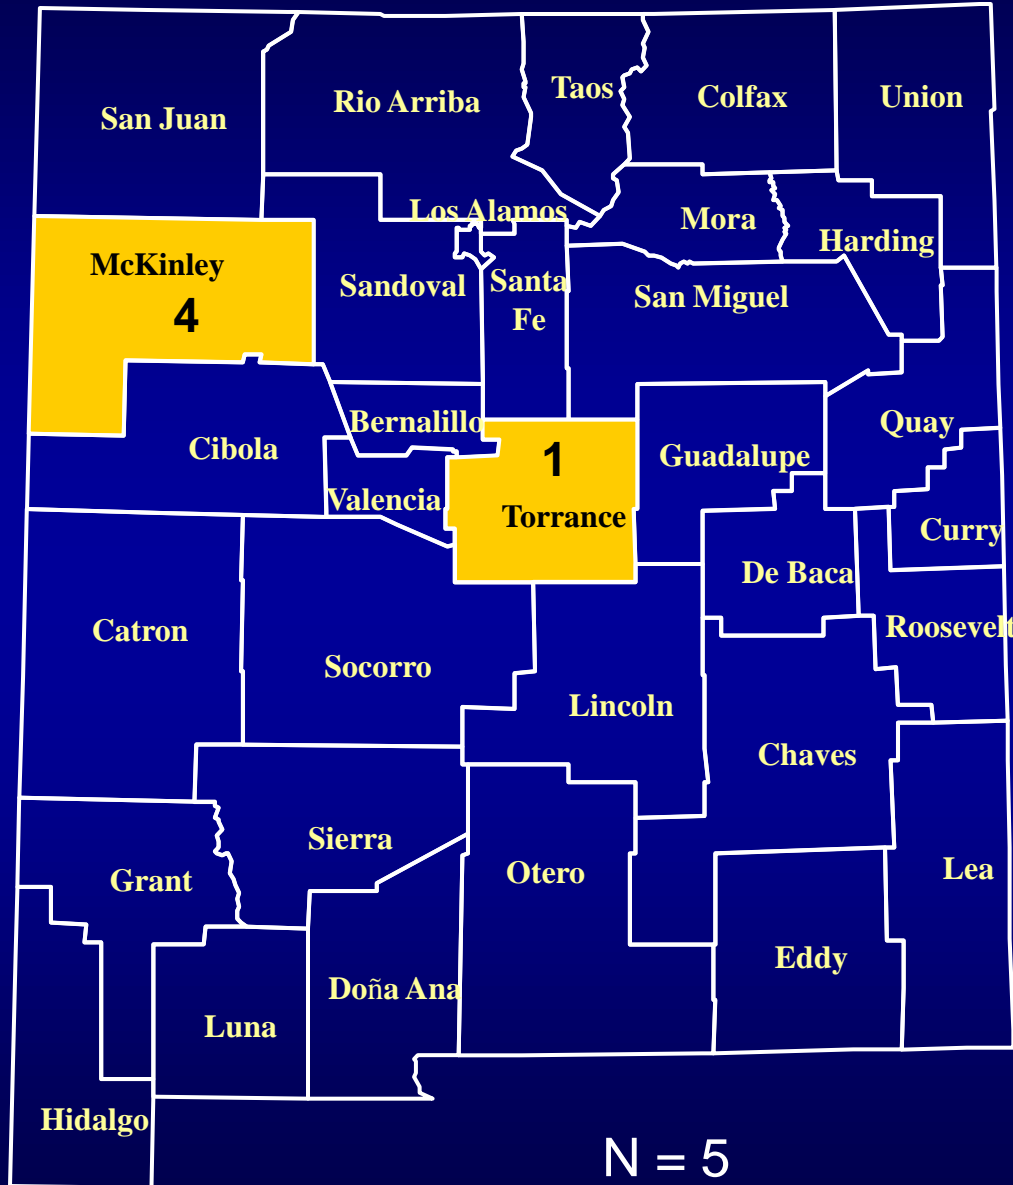 San Juan
Rio Arriba
Taos
Colfax
Union
Los Alamos
Mora
Harding
McKinley
4
Sandoval
Santa
Fe
San Miguel
Bernalillo
Cibola
Valencia
1
Torrance
Guadalupe
Quay
Curry
De Baca
Roosevelt
Catron
Socorro
Lincoln
Chaves
Sierra
Grant
Otero
Lea
Eddy
Doña Ana
Luna
Hidalgo
N = 5